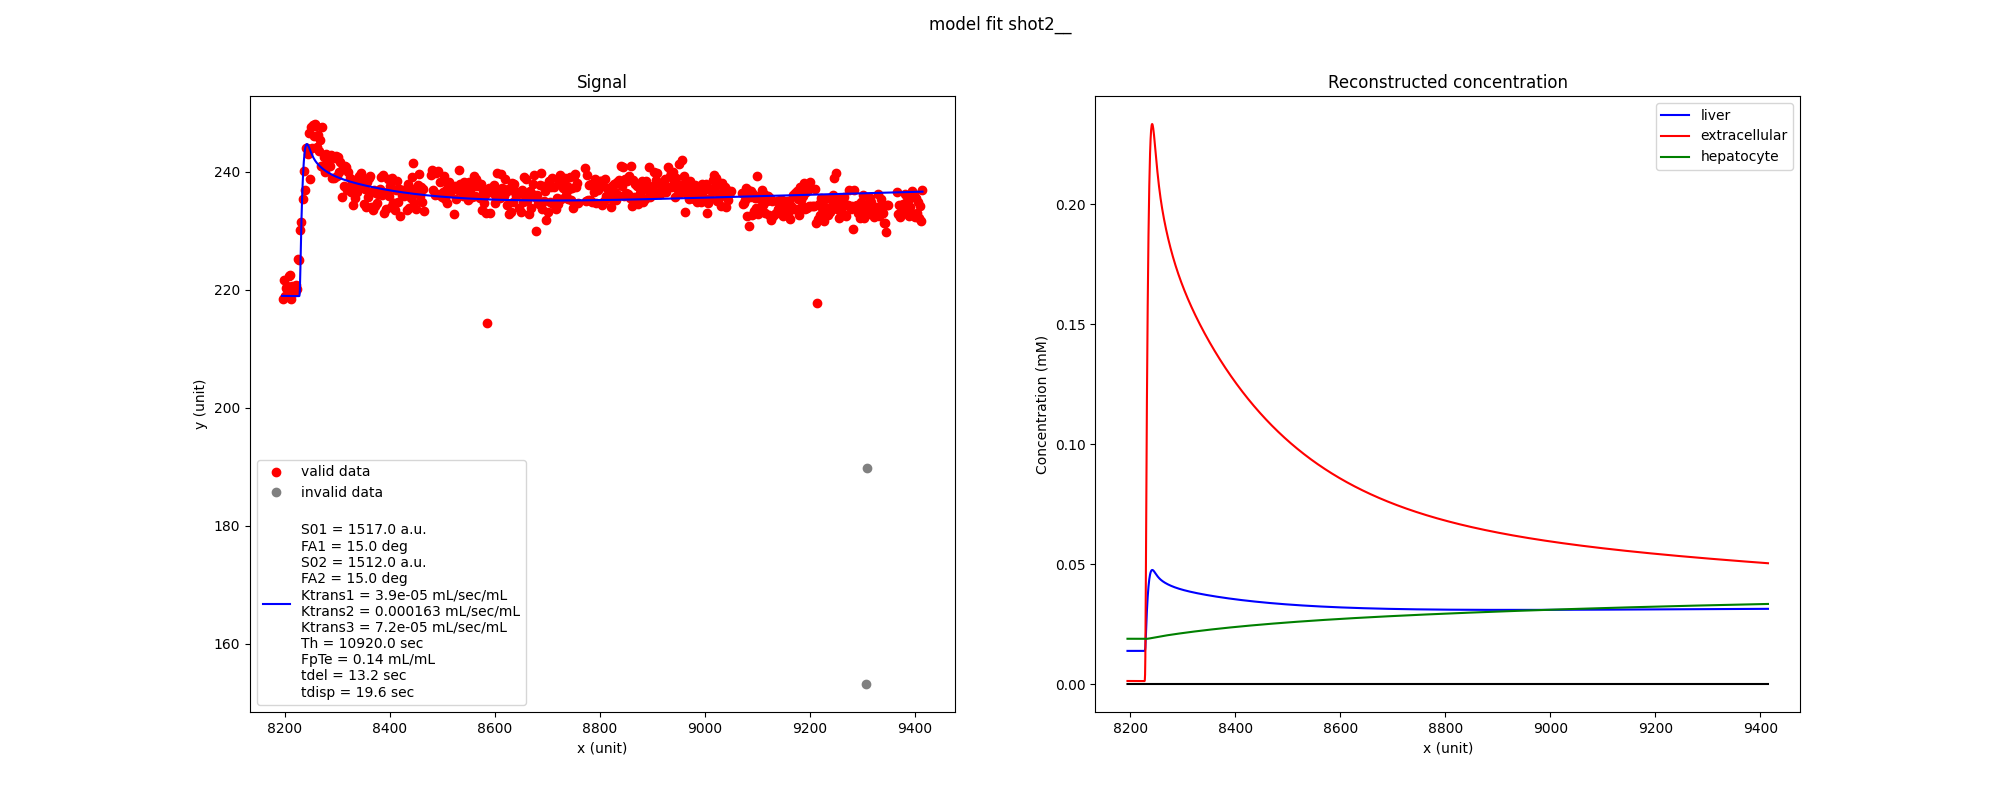 model fit shot2__
Signal
y (unit)
240
220
200
180
160
valid data
invalid data
S01 = 1517.0 a.u.
FA1 = 15.0 deg
S02 = 1512.0 a.u.
FA2 = 15.0 deg
Ktrans1 = 3.9e-05 mL/sec/mL
Ktrans2 = 0.000163 mL/sec/mL
Ktrans3 = 7.2e-05 mL/sec/mL
Th = 10920.0 sec
FpTe = 0.14 mL/mL
tdel = 13.2 sec
tdisp = 19.6 sec
8200 8400 8600 8800 9000 9200 9400
x (unit)
Reconstructed concentration
Concentration (mM)
0.20
0.15
0.10
0.05
0.00
liver
extracellular
hepatocyte
8200 8400 8600 8800 9000 9200 9400
x (unit)